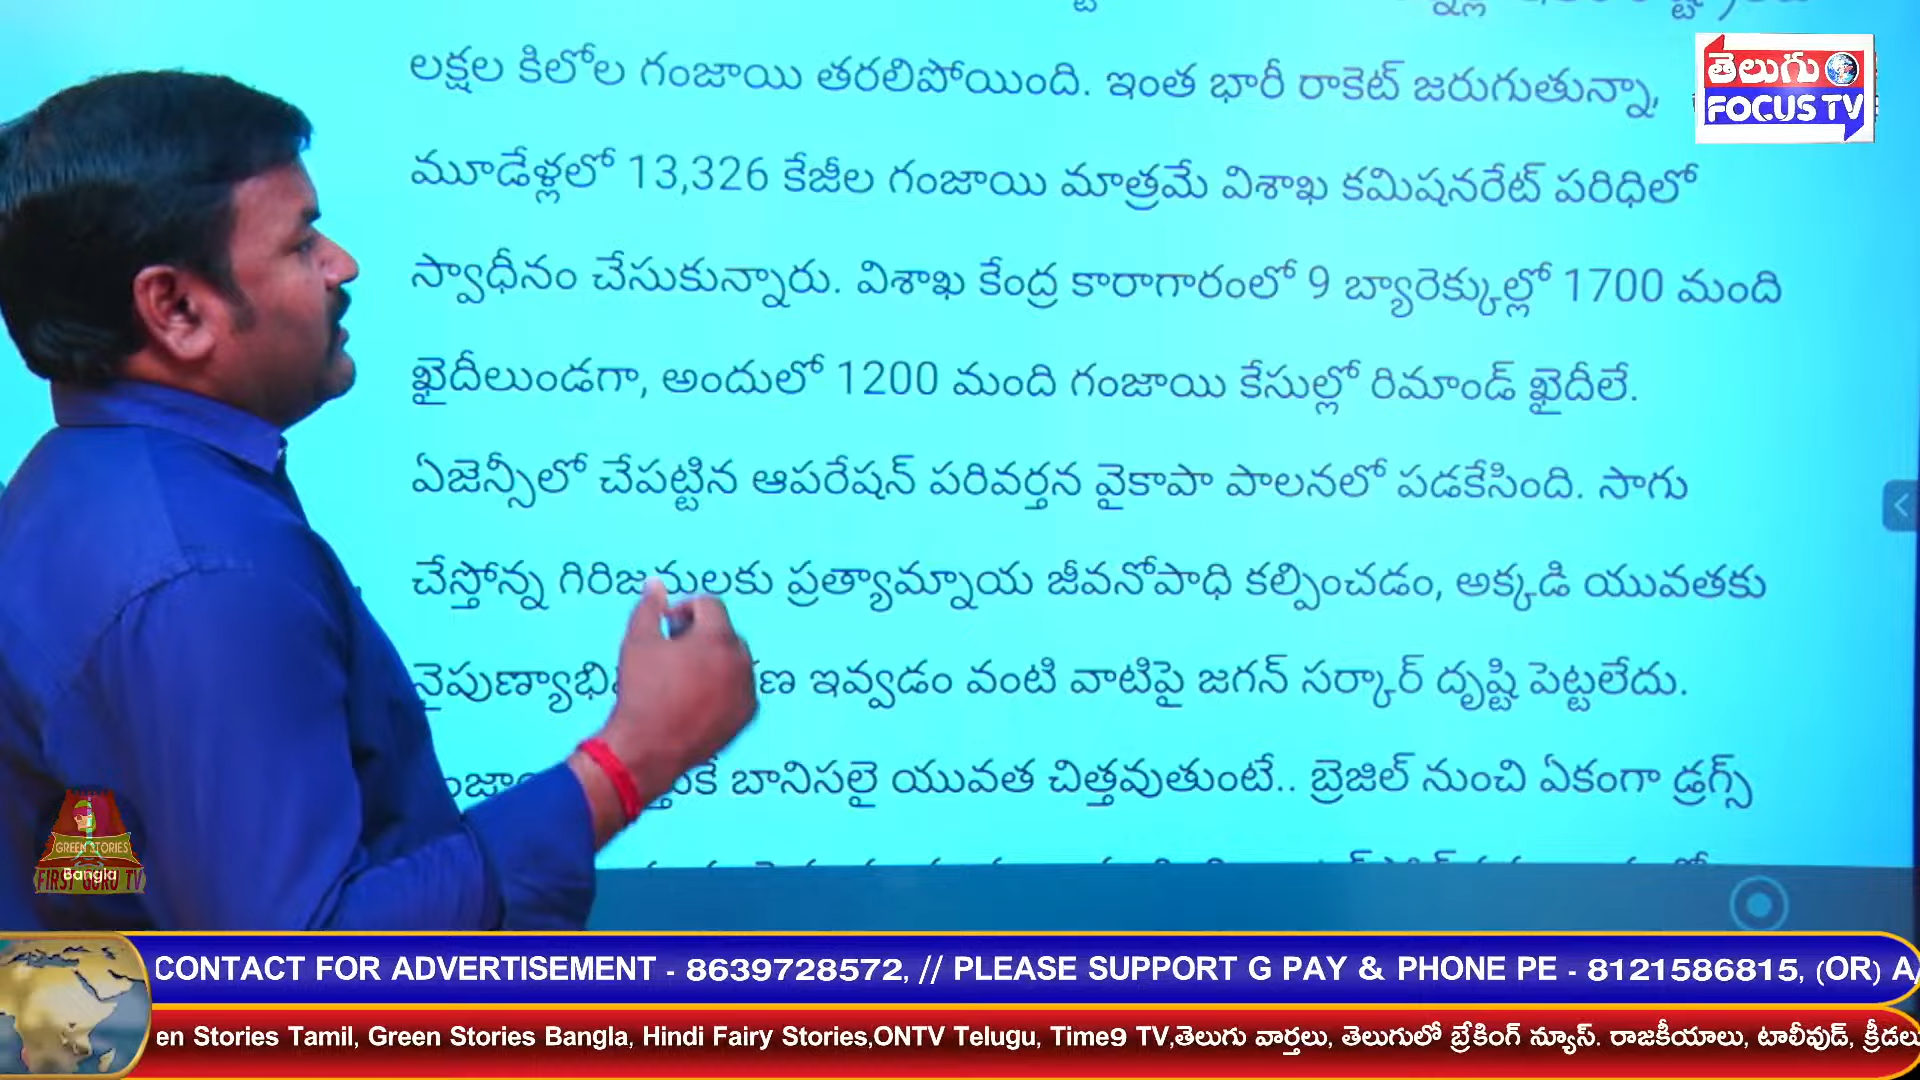 లక్షల కిలోల గంజాయి తరలిపోయింది. ఇంత భారీ రాకెట్ జరుగుతున్నా,
మూడేళ్లలో 13,326 కేజీల గంజాయి మాత్రమే విశాఖ కమిషనరేట్ పరిధిలో
స్వాధీనం చేసుకున్నారు. విశాఖ కేంద్ర కారాగారంలో 9 బ్యారెక్కుల్లో 1700 మంది
ఖైదీలుండగా, అందులో 1200 మంది గంజాయి కేసుల్లో రిమాండ్ ఖైదీలే.
ఏజెన్సీలో చేపట్టిన ఆపరేషన్ పరివర్తన వైకాపా పాలనలో పడకేసింది. సాగు
చేస్తోన్న గిరిజనులకు ప్రత్యామ్నాయ జీవనోపాధి కల్పించడం, అక్కడి యువతకు
ఇవ్వడం వంటి వాటిపై జగన్ సర్కార్ దృష్టి పెట్టలేదు.
బానిసలై యువత చిత్తవుతుంటే.. బ్రెజిల్ నుంచి ఏకంగా డ్రగ్స్
తెలుగు
FOCUS TV
GREEN STORIES
Bangla
FIRST GURU TV
CONTACT FOR ADVERTISEMENT - 8639728572, // PLEASE SUPPORT G PAY & PHONE PE - 8121586815, (OR) A/
en Stories Tamil, Green Stories Bangla, Hindi Fairy Stories,ONTV Telugu, Time9 TV,తెలుగు వార్తలు, తెలుగులో బ్రేకింగ్ న్యూస్. రాజకీయాలు, టాలీవుడ్, క్రీడలు